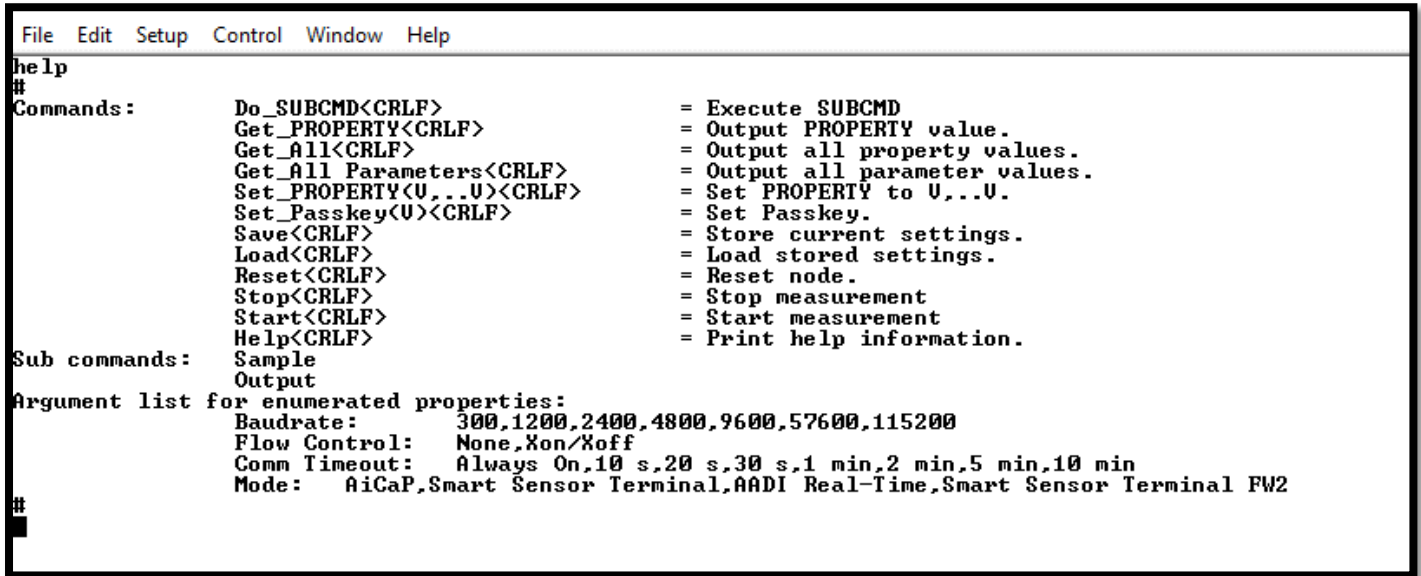 File Edit Setup Control Window Help
help
#
Commands: Do_SUBCMD<CRLF> = Execute SUBCMD
Get_PROPERTY<CRLF> = Output PROPERTY value.
Get_All<CRLF> = Output all property values.
Get_All Parameters<CRLF> = Output all parameter values.
Set_PROPERTY(V,...V)<CRLF> = Set PROPERTY to V,...V.
Set_Passkey(V)<CRLF> = Set Passkey.
Save<CRLF> = Store current settings.
Load<CRLF> = Load stored settings.
Reset<CRLF> = Reset node.
Stop<CRLF> = Stop measurement
Start<CRLF> = Start measurement
Help<CRLF> = Print help information.
Sub commands: Sample
Output
Argument list for enumerated properties:
Baudrate: 300,1200,2400,4800,9600,57600,115200
Flow Control: None,Xon/Xoff
Comm Timeout: Always On,10 s,20 s,30 s,1 min,2 min,5 min,10 min
Mode: AiCaP,Smart Sensor Terminal,AADI Real-Time,Smart Sensor Terminal FW2
#